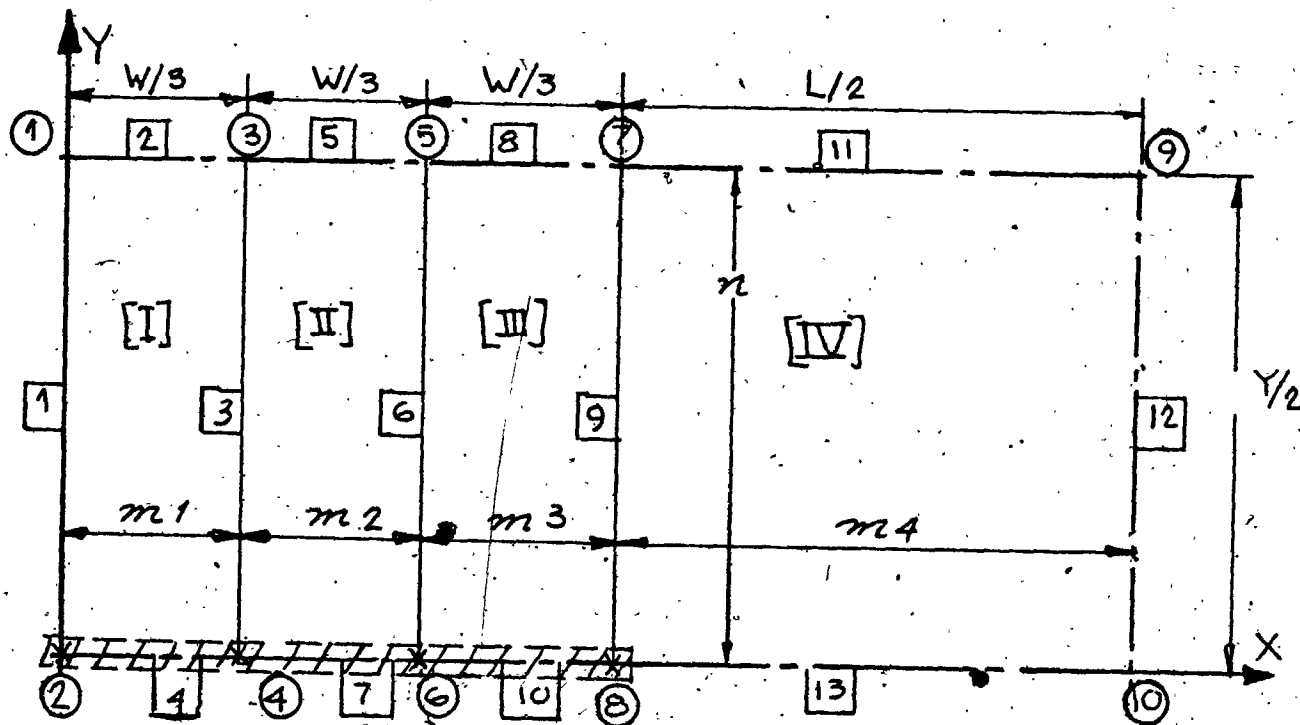 Y
W/3 W/3 W/3 L/2
1 2 3 5 5 8 7 11 9
n
[I] [II] [III] [IV]
1 3 6 9 12 Y/2
m1 m2 m3 m4
X
2 4 4 7 6 10 8 13 10